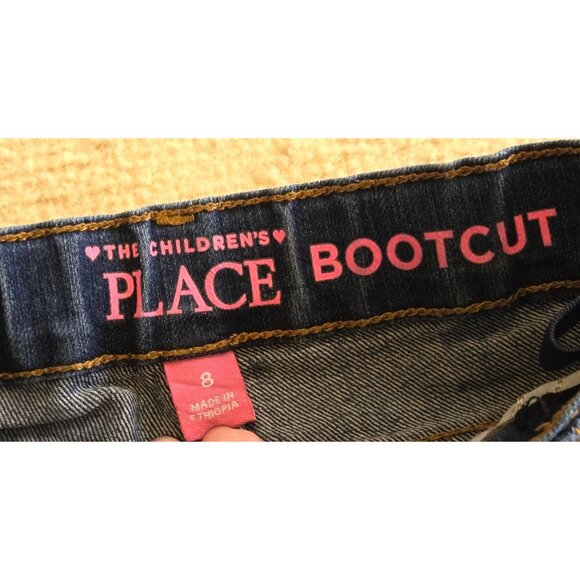 ♥THE CHILDREN'S♥
PLACE BOOTCUT
8
MADE IN
ETHIOPIA